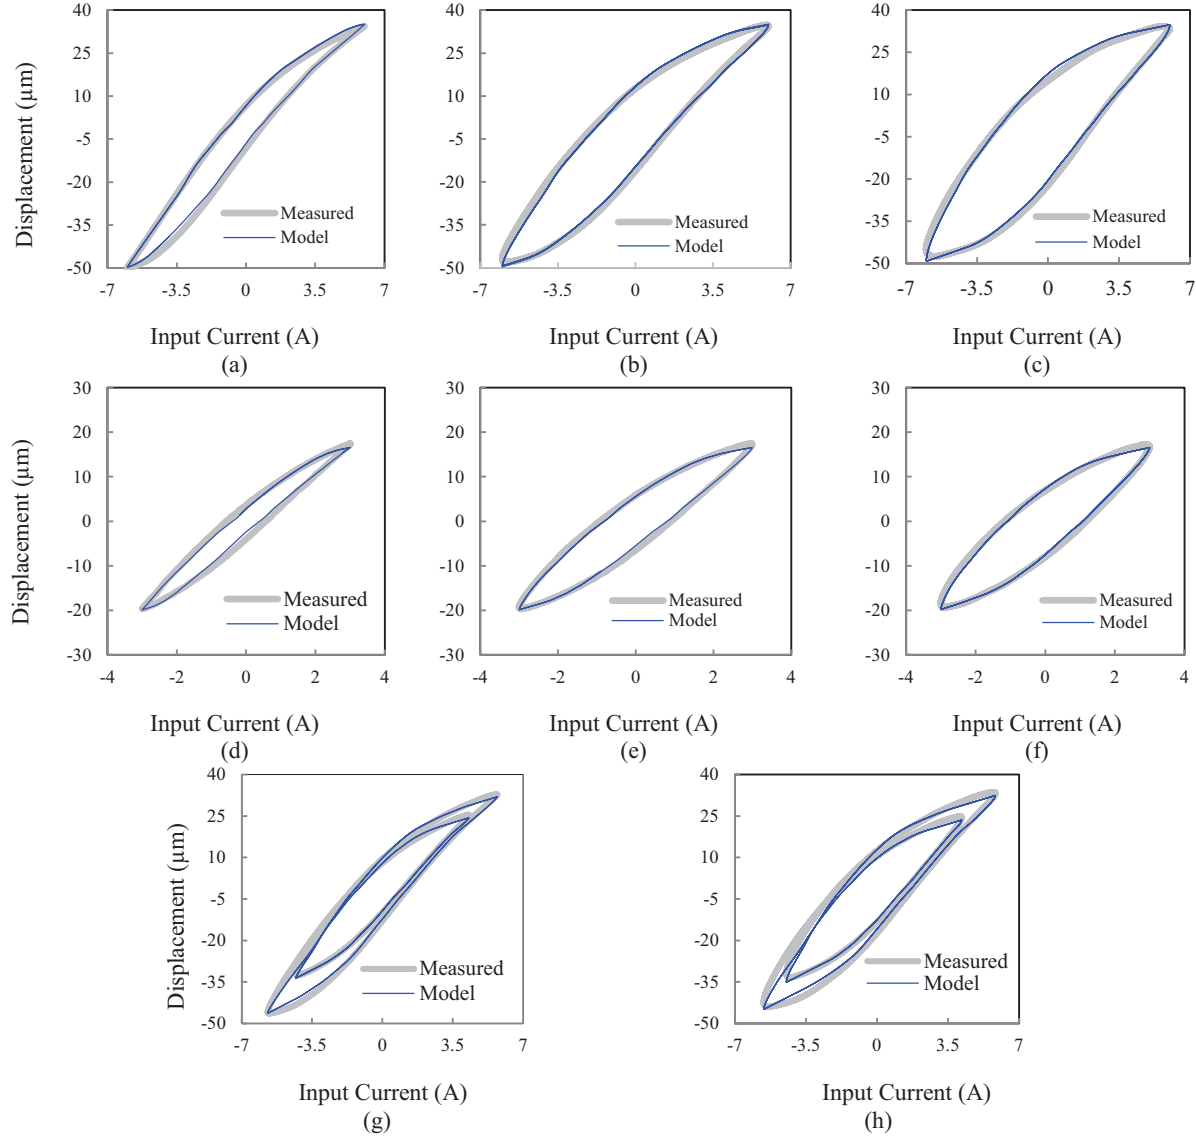 40 40 40
25 25 25
10 10 10
-5 -5 -5
-20 -20 -20
-35 -35 -35
-50 -50 -50
Displacement (µm)
Measured Measured Measured
Model Model Model
-7 -3.5 0 3.5 7 -7 -3.5 0 3.5 7 -7 -3.5 0 3.5 7
Input Current (A) Input Current (A) Input Current (A)
(a) (b) (c)
30 30 30
20 20 20
10 10 10
0 0 0
-10 -10 -10
-20 -20 -20
-30 -30 -30
Displacement (µm)
Measured Measured Measured
Model Model Model
-4 -2 0 2 4 -4 -2 0 2 4 -4 -2 0 2 4
Input Current (A) Input Current (A) Input Current (A)
(d) (e) (f)
40 40
25 25
10 10
-5 -5
-20 -20
-35 -35
-50 -50
Displacement (µm)
Measured Measured
Model Model
-7 -3.5 0 3.5 7 -7 -3.5 0 3.5 7
Input Current (A) Input Current (A)
(g) (h)